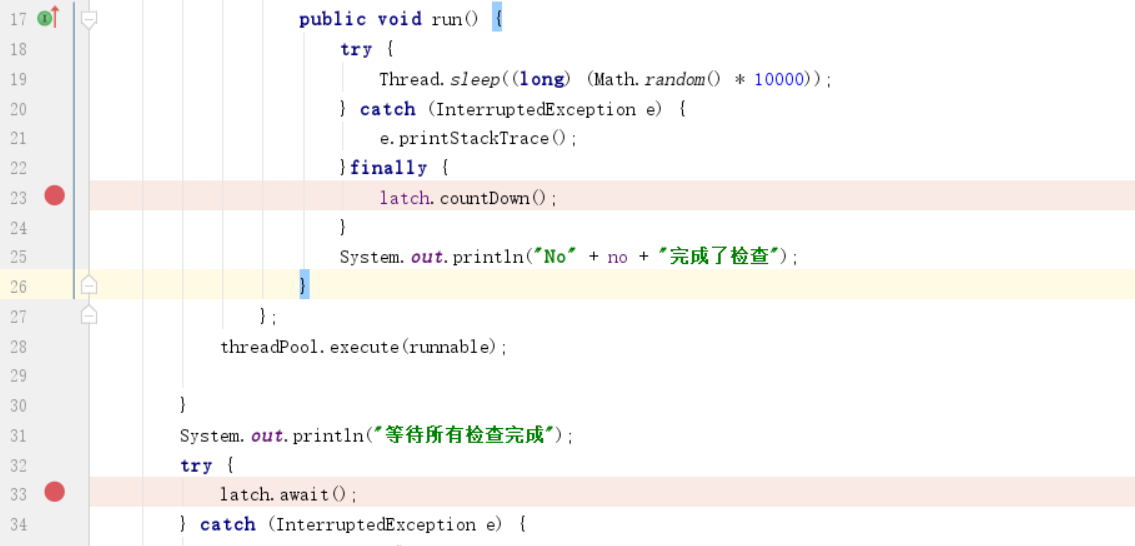 17 public void run() {
18 try {
19 Thread.sleep((long) (Math.random() * 10000));
20 } catch (InterruptedException e) {
21 e.printStackTrace();
22 }finally {
23 latch.countDown();
24 }
25 System.out.println("No" + no + "完成了检查");
26 }
27 };
28 threadPool.execute(runnable);
29
30 }
31 System.out.println("等待所有检查完成");
32 try {
33 latch.await();
34 } catch (InterruptedException e) {